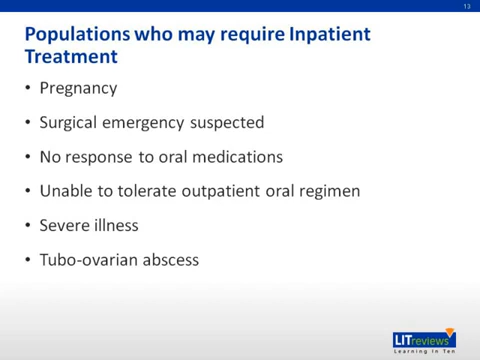 13
Populations who may require Inpatient
Treatment
• Pregnancy
• Surgical emergency suspected
• No response to oral medications
• Unable to tolerate outpatient oral regimen
• Severe illness
• Tubo-ovarian abscess
LITreviews
Learning in Ten